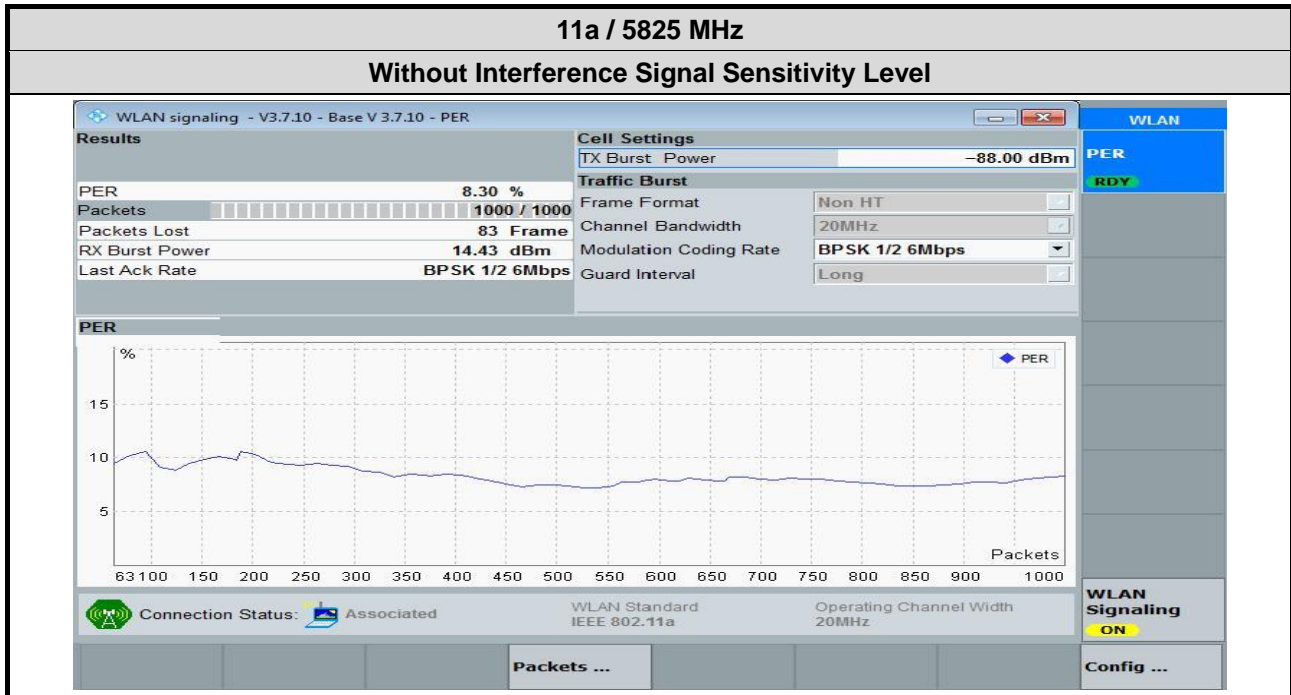 11a / 5825 MHz
Without Interference Signal Sensitivity Level
WLAN signaling - V3.7.10 - Base V 3.7.10 - PER
WLAN
Results
Cell Settings
TX Burst Power −88.00 dBm
PER
RDY
Traffic Burst
PER 8.30 %
Frame Format Non HT
Packets 1000 / 1000
Channel Bandwidth 20MHz
Packets Lost 83 Frame
Modulation Coding Rate BPSK 1/2 6Mbps
RX Burst Power 14.43 dBm
Last Ack Rate BPSK 1/2 6Mbps
Guard Interval Long
PER
%
PER
15
10
5
Packets
63 100 150 200 250 300 350 400 450 500 550 600 650 700 750 800 850 900 1000
Connection Status: Associated
WLAN Standard
IEEE 802.11a
Operating Channel Width
20MHz
WLAN
Signaling
ON
Packets ...
Config ...